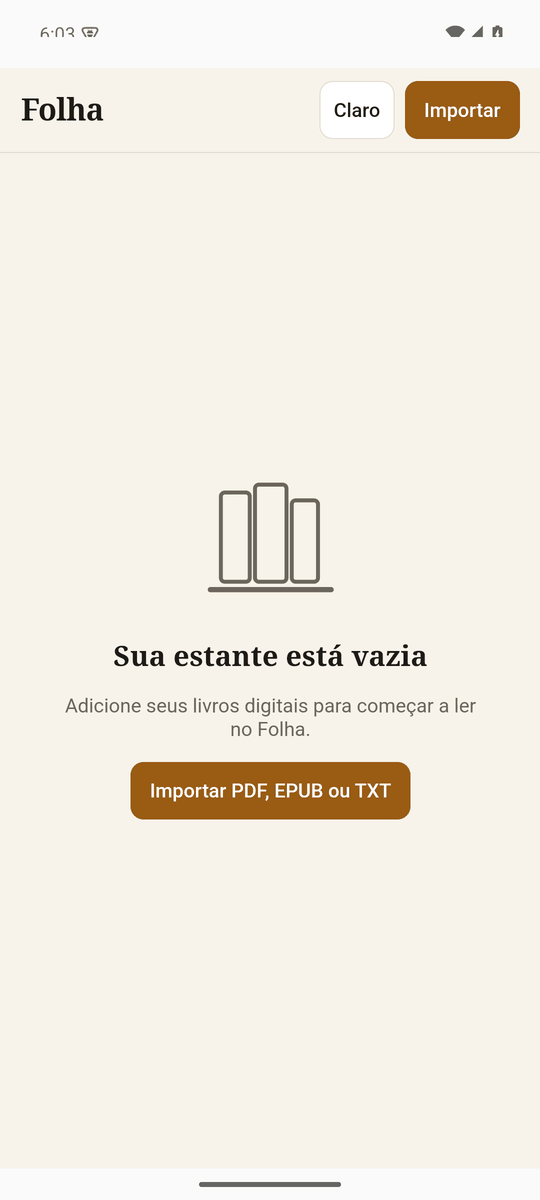 6:03
Folha
Claro
Importar
Sua estante está vazia
Adicione seus livros digitais para começar a ler
no Folha.
Importar PDF, EPUB ou TXT